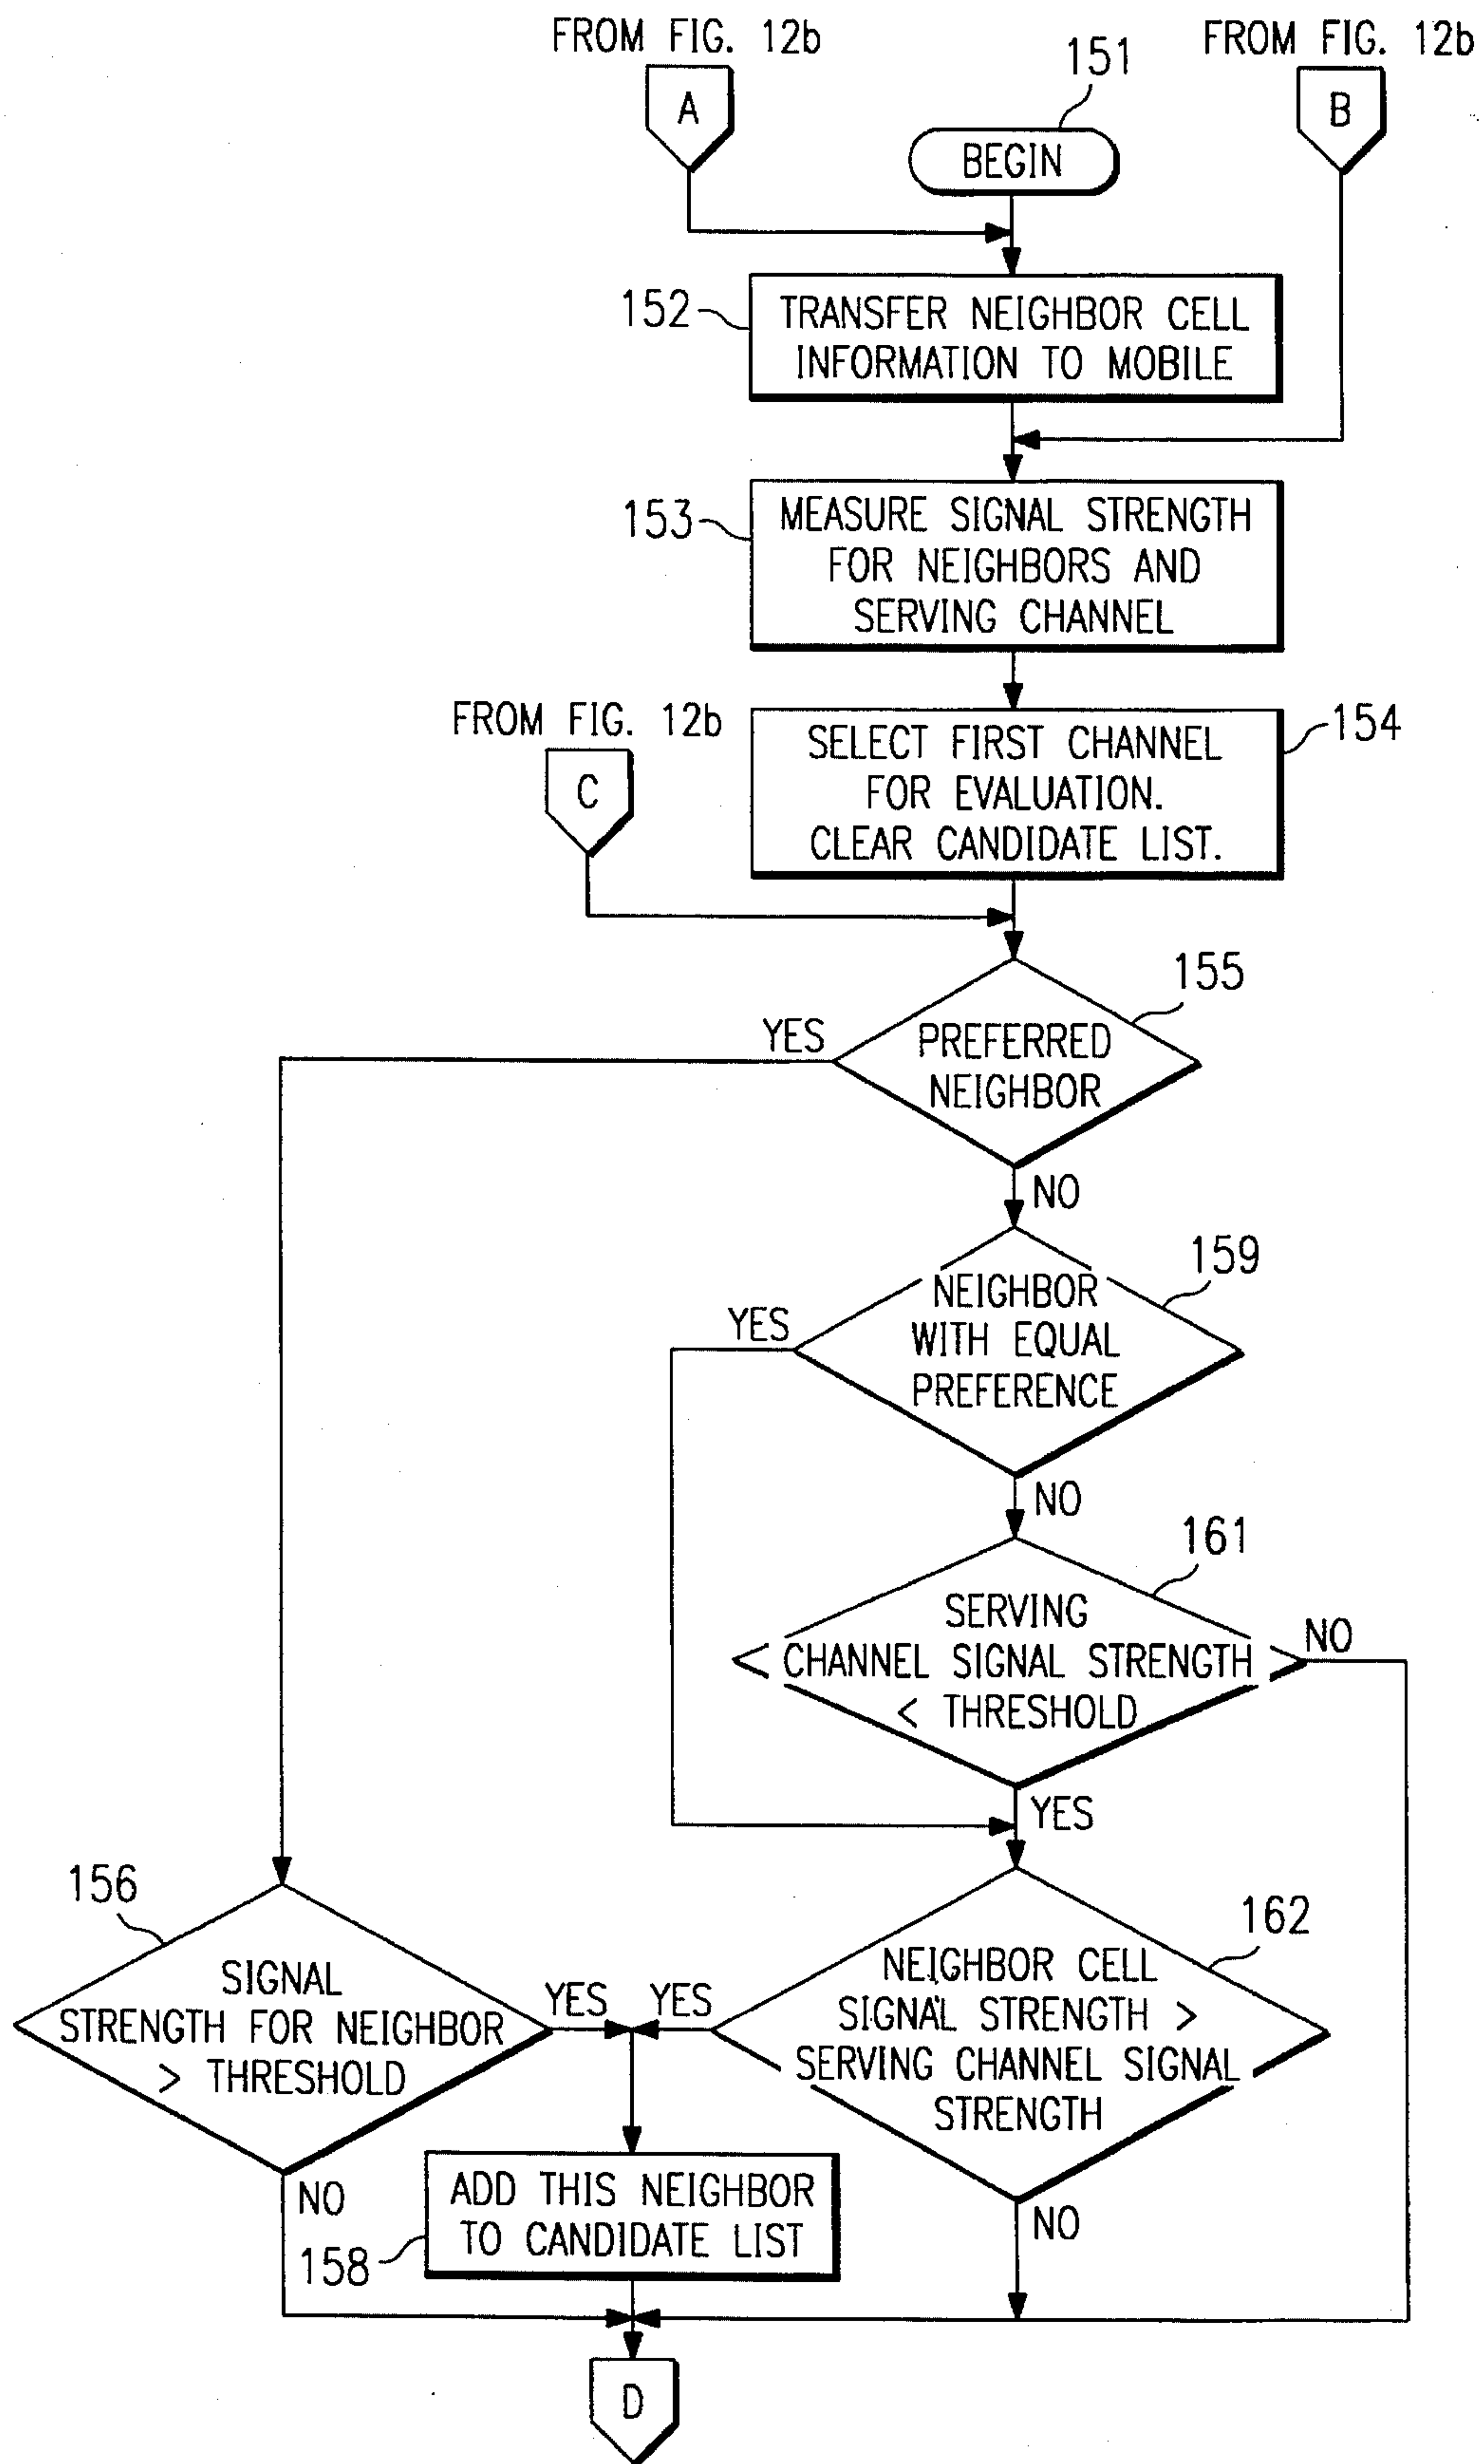 FROM FIG. 12b
FROM FIG. 12b
A
151
B
BEGIN
152
TRANSFER NEIGHBOR CELL
INFORMATION TO MOBILE
153
MEASURE SIGNAL STRENGTH
FOR NEIGHBORS AND
SERVING CHANNEL
FROM FIG. 12b
C
154
SELECT FIRST CHANNEL
FOR EVALUATION.
CLEAR CANDIDATE LIST.
155
YES
PREFERRED
NEIGHBOR
NO
159
YES
NEIGHBOR
WITH EQUAL
PREFERENCE
NO
161
SERVING
CHANNEL SIGNAL STRENGTH
< THRESHOLD
NO
YES
156
SIGNAL
STRENGTH FOR NEIGHBOR
> THRESHOLD
YES
YES
162
NEIGHBOR CELL
SIGNAL STRENGTH >
SERVING CHANNEL SIGNAL
STRENGTH
NO
158
ADD THIS NEIGHBOR
TO CANDIDATE LIST
NO
D